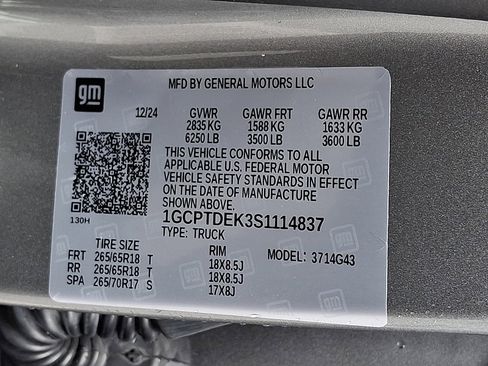 gm
MFD BY GENERAL MOTORS LLC
12/24 GVWR GAWR FRT GAWR RR
2835 KG 1588 KG 1633 KG
6250 LB 3500 LB 3600 LB
THIS VEHICLE CONFORMS TO ALL
APPLICABLE U.S. FEDERAL MOTOR
VEHICLE SAFETY STANDARDS IN EFFECT
ON THE DATE OF MANUFACTURE
SHOWN ABOVE.
130H
1GCPTDEK3S1114837
TYPE: TRUCK
TIRE SIZE RIM MODEL: 3714G43
FRT 265/65R18 T 18X8.5J
RR 265/65R18 T 18X8.5J
SPA 265/70R17 S 17X8J